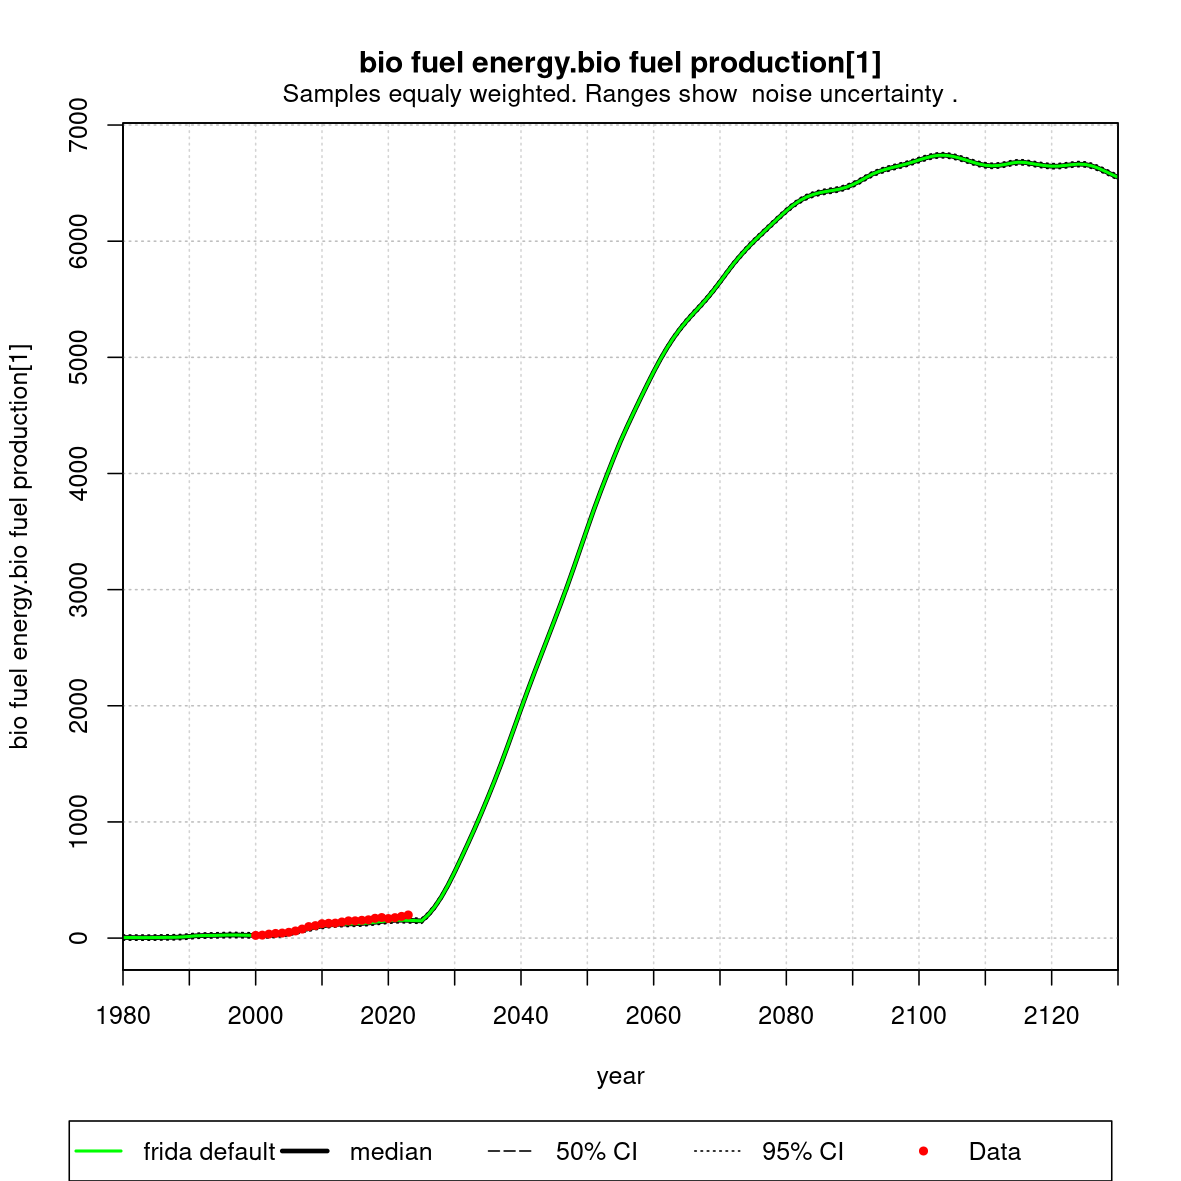 bio fuel energy.bio fuel production[1]
Samples equaly weighted. Ranges show  noise uncertainty .
bio fuel energy.bio fuel production[1]
7000
6000
5000
4000
3000
2000
1000
0
1980 2000 2020 2040 2060 2080 2100 2120
year
frida default median 50% CI 95% CI Data